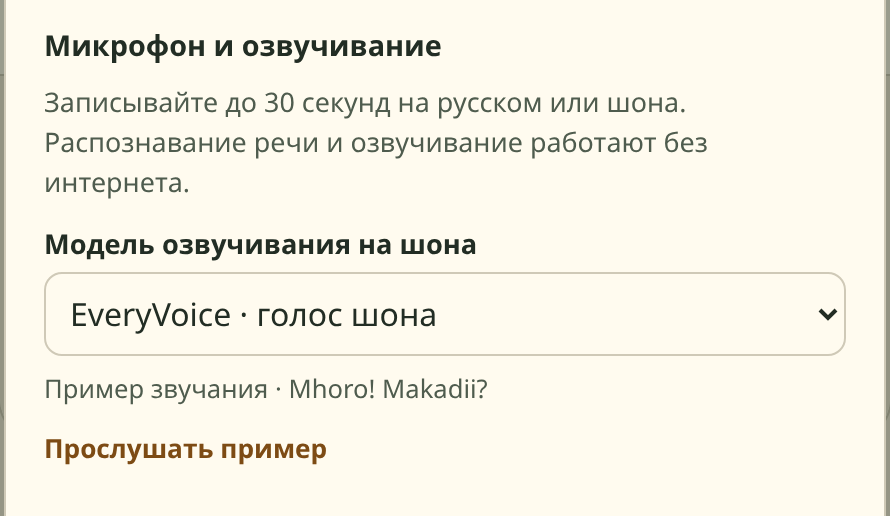 Микрофон и озвучивание
Записывайте до 30 секунд на русском или шона.
Распознавание речи и озвучивание работают без
интернета.
Модель озвучивания на шона
EveryVoice · голос шона
Пример звучания · Mhoro! Makadii?
Прослушать пример